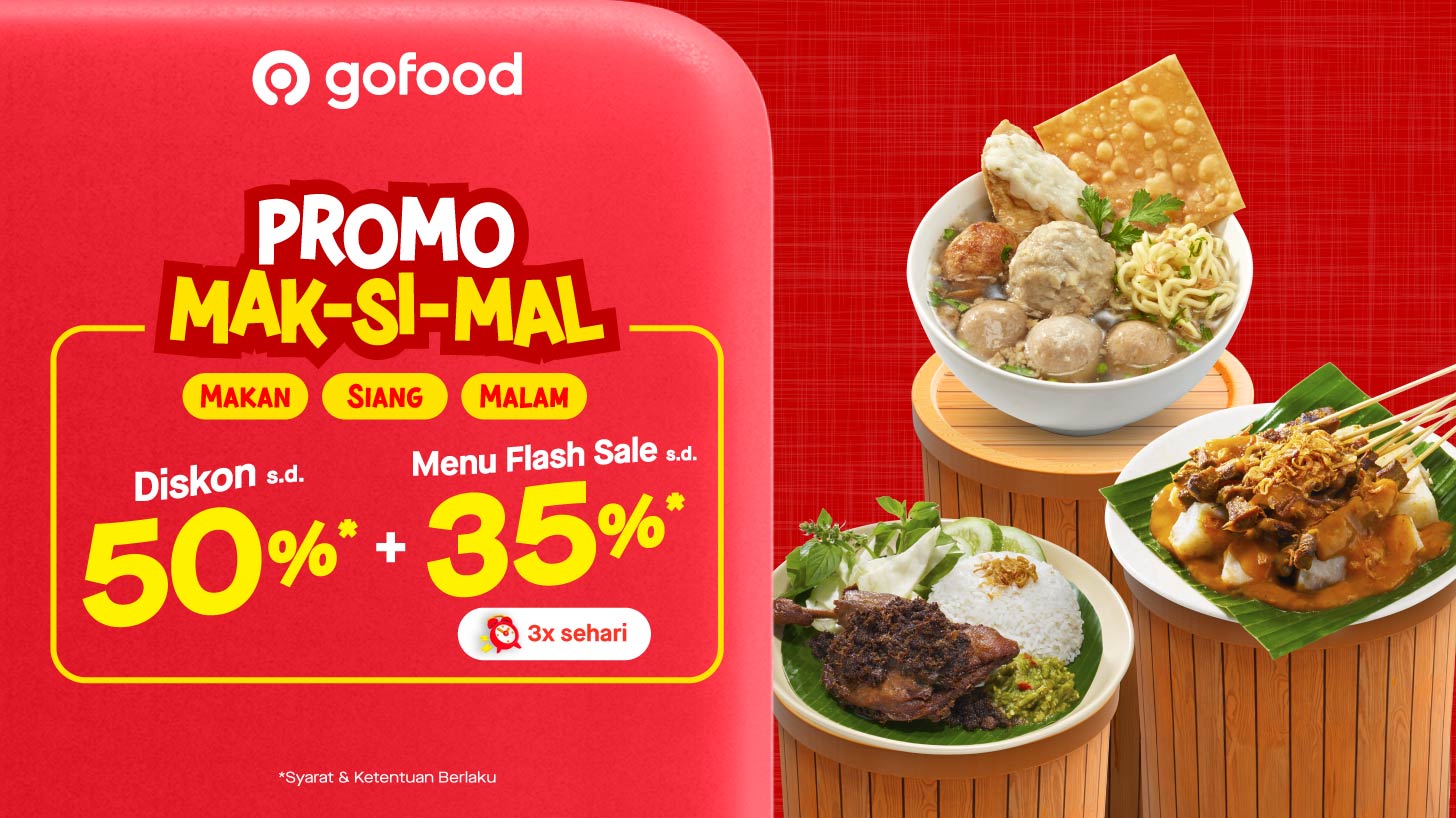 gofood
PROMO
MAK-SI-MAL
MAKAN SIANG MALAM
Diskon s.d.
50%*
+
Menu Flash Sale s.d.
35%*
3x sehari
*Syarat & Ketentuan Berlaku